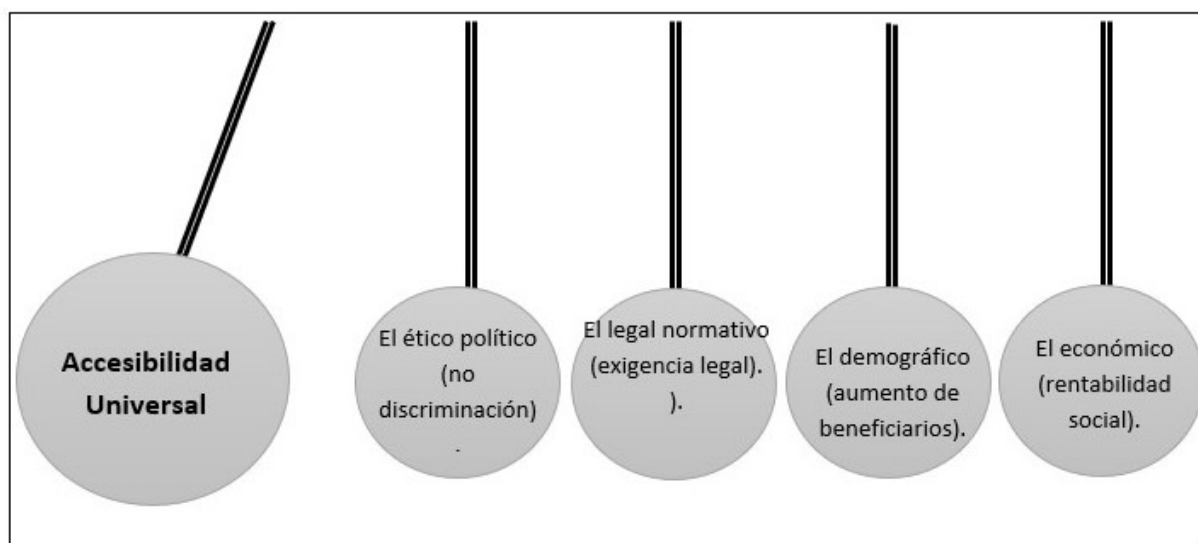 Accesibilidad
Universal
El ético político
(no
discriminación)
.
El legal normativo
(exigencia legal).
).
El demográfico
(aumento de
beneficiarios).
El económico
(rentabilidad
social).